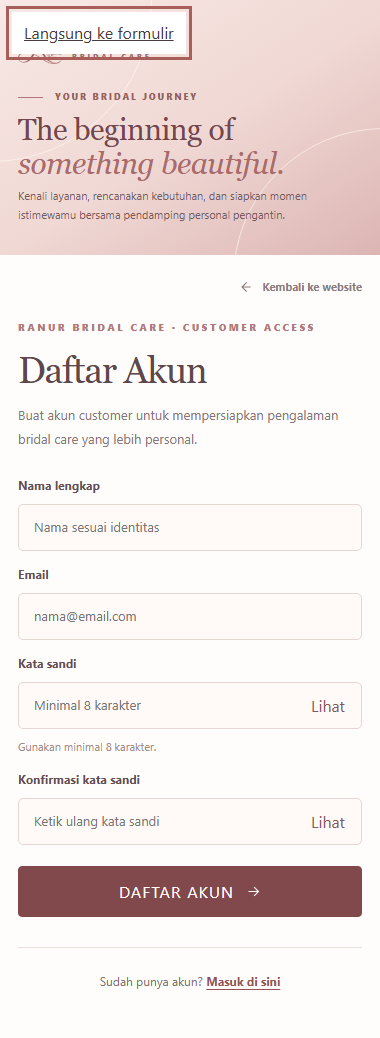 Langsung ke formulir
BRIDAL CARE
YOUR BRIDAL JOURNEY
The beginning of
something beautiful.
Kenali layanan, rencanakan kebutuhan, dan siapkan momen
istimewamu bersama pendamping personal pengantin.
← Kembali ke website
RANUR BRIDAL CARE · CUSTOMER ACCESS
Daftar Akun
Buat akun customer untuk mempersiapkan pengalaman
bridal care yang lebih personal.
Nama lengkap
Nama sesuai identitas
Email
nama@email.com
Kata sandi
Minimal 8 karakter Lihat
Gunakan minimal 8 karakter.
Konfirmasi kata sandi
Ketik ulang kata sandi Lihat
DAFTAR AKUN →
Sudah punya akun? Masuk di sini